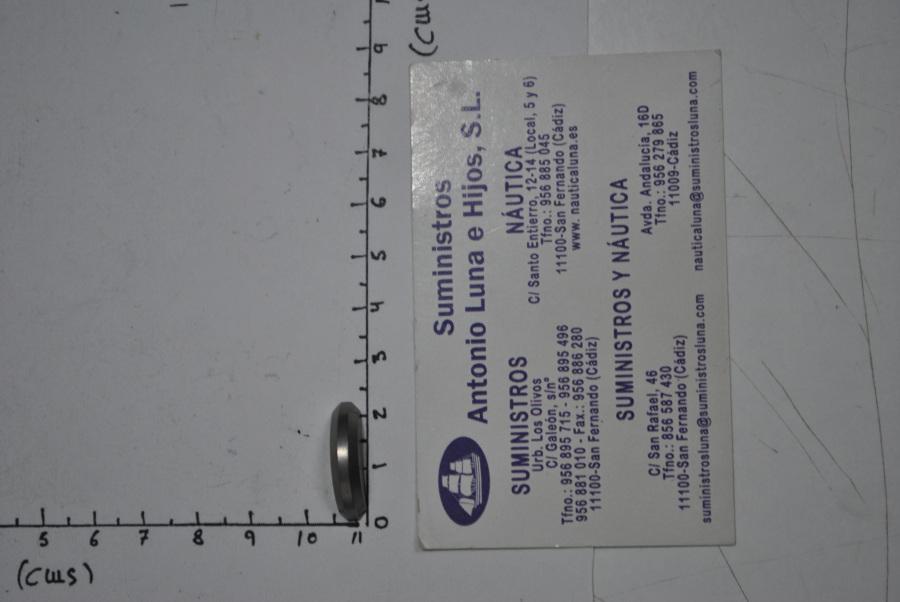 Suministros
Antonio Luna e Hijos, S.L.
SUMINISTROS
Urb. Los Olivos
C/ Galeón, s/nº
Tfno.: 956 895 715 - 956 895 496
956 881 010 - Fax.: 956 886 280
11100-San Fernando (Cádiz)
NÁUTICA
C/ Santo Entierro, 12-14 (Local, 5 y 6)
Tfno.: 956 885 045
11100-San Fernando (Cádiz)
www. nauticaluna.es
SUMINISTROS Y NÁUTICA
C/ San Rafael, 46
Tfno.: 856 587 430
11100-San Fernando (Cádiz)
suministrosluna@suministrosluna.com
Avda. Andalucia, 16D
Tfno.: 956 279 865
11009-Cádiz
nauticaluna@suministrosluna.com
0 1 2 3 4 5 6 7 8 9
5 6 7 8 9 10 11
(cms)